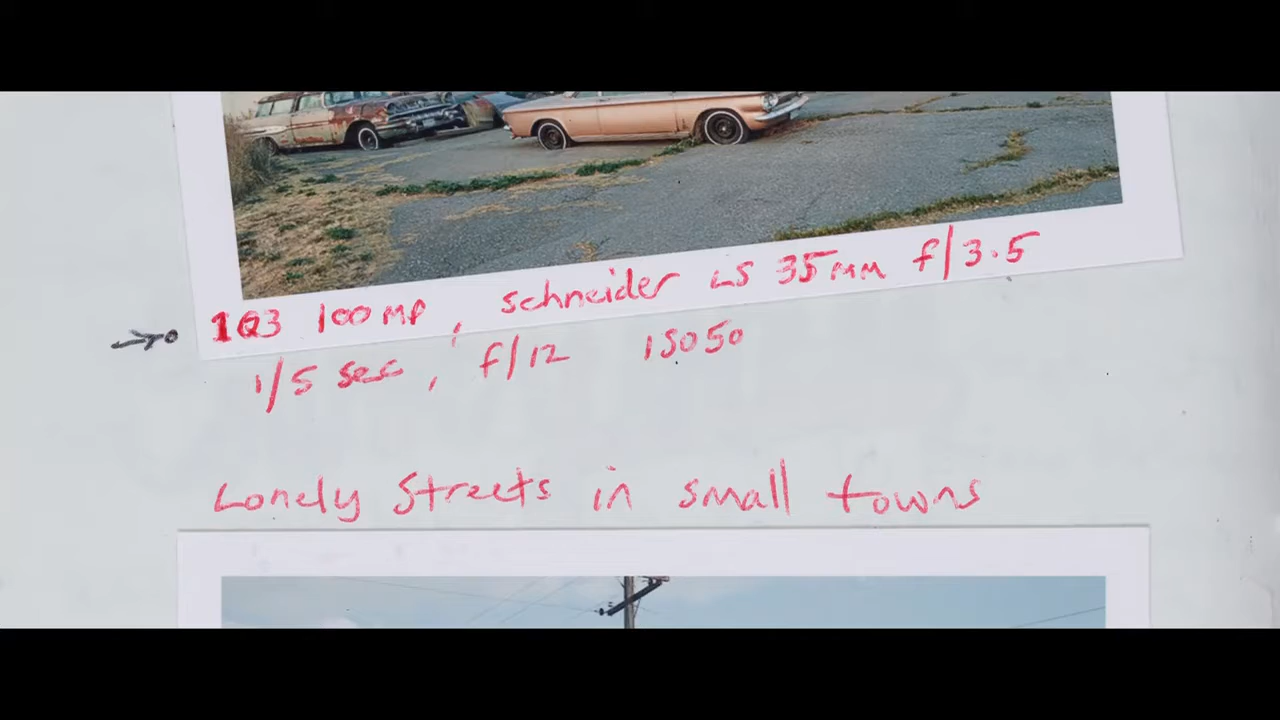 IQ3 100MP, schneider LS 35mm f/3.5
1/5 sec, f/12 ISO50
Lonely Streets in small towns